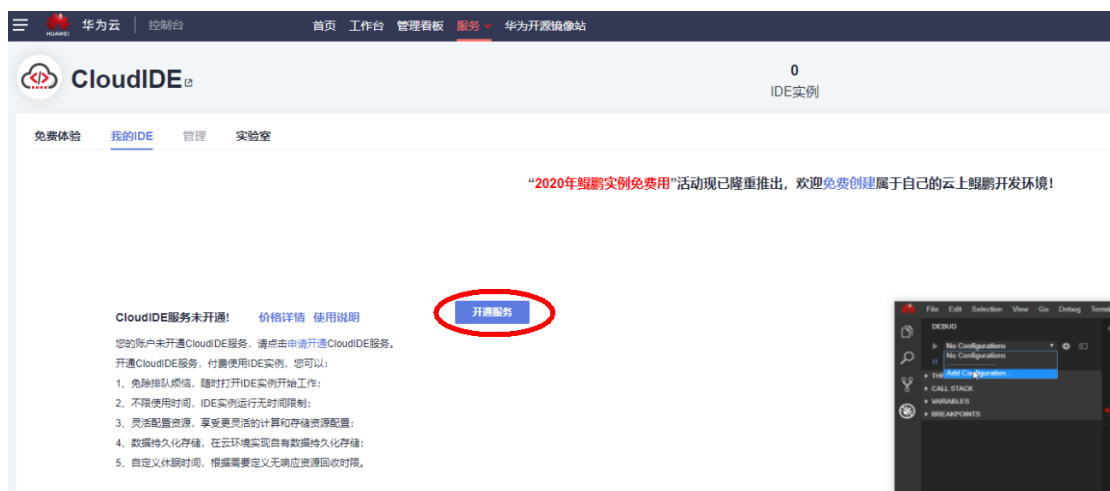 HUAWEI 华为云 控制台 首页 工作台 管理看板 服务 华为开源镜像站
CloudIDE
0
IDE实例
免费体验 我的IDE 管理 实验室
“2020年鲲鹏实例免费用”活动现已隆重推出，欢迎免费创建属于自己的云上鲲鹏开发环境！
CloudIDE服务未开通! 价格详情 使用说明 开通服务
您的账户未开通CloudIDE服务，请点击申请开通CloudIDE服务。
开通CloudIDE服务，付费使用IDE实例，您可以:
1、免除排队烦恼，随时打开IDE实例开始工作;
2、不限使用时间，IDE实例运行无时间限制;
3、灵活配置资源，享受更灵活的计算和存储资源配置;
4、数据持久化存储，在云环境实现自有数据持久化存储;
5、自定义休眠时间，根据需要定义无响应资源回收时限。
File Edit Selection View Go Debug Termi
DEBUG
No Configurations
No Configurations
Add Configuration...
CALL STACK
VARIABLES
BREAKPOINTS